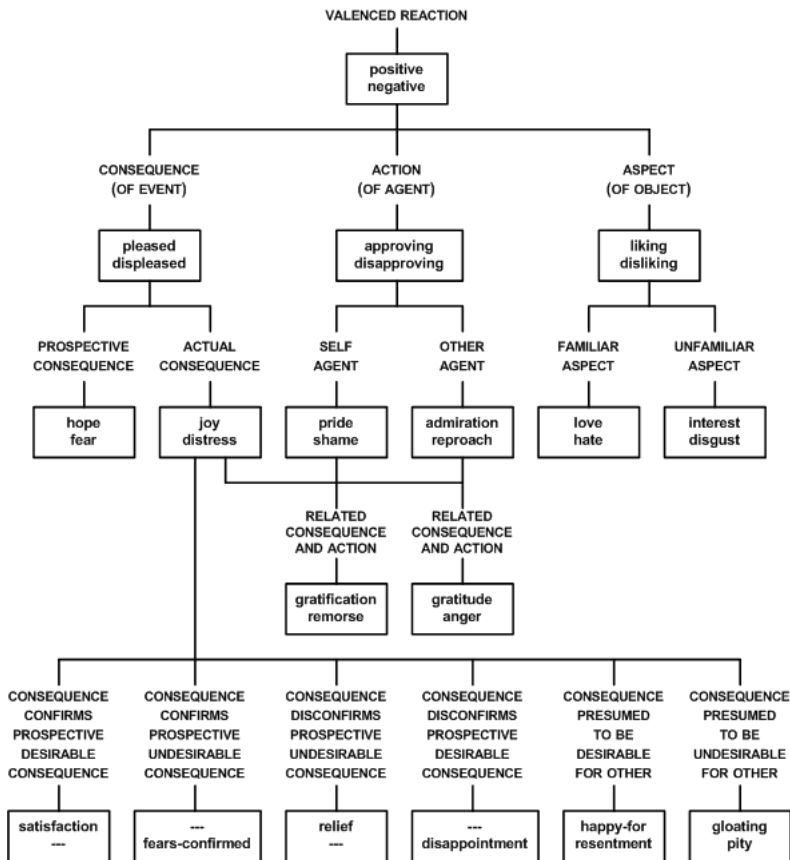 VALENCED REACTION
positive
negative
CONSEQUENCE
(OF EVENT)
ACTION
(OF AGENT)
ASPECT
(OF OBJECT)
pleased
displeased
approving
disapproving
liking
disliking
PROSPECTIVE
CONSEQUENCE
ACTUAL
CONSEQUENCE
SELF
AGENT
OTHER
AGENT
FAMILIAR
ASPECT
UNFAMILIAR
ASPECT
hope
fear
joy
distress
pride
shame
admiration
reproach
love
hate
interest
disgust
RELATED
CONSEQUENCE
AND ACTION
RELATED
CONSEQUENCE
AND ACTION
gratification
remorse
gratitude
anger
CONSEQUENCE
CONFIRMS
PROSPECTIVE
DESIRABLE
CONSEQUENCE
CONSEQUENCE
CONFIRMS
PROSPECTIVE
UNDESIRABLE
CONSEQUENCE
CONSEQUENCE
DISCONFIRMS
PROSPECTIVE
UNDESIRABLE
CONSEQUENCE
CONSEQUENCE
DISCONFIRMS
PROSPECTIVE
DESIRABLE
CONSEQUENCE
CONSEQUENCE
PRESUMED
TO BE
DESIRABLE
FOR OTHER
CONSEQUENCE
PRESUMED
TO BE
UNDESIRABLE
FOR OTHER
satisfaction
---
---
fears-confirmed
relief
---
---
disappointment
happy-for
resentment
gloating
pity